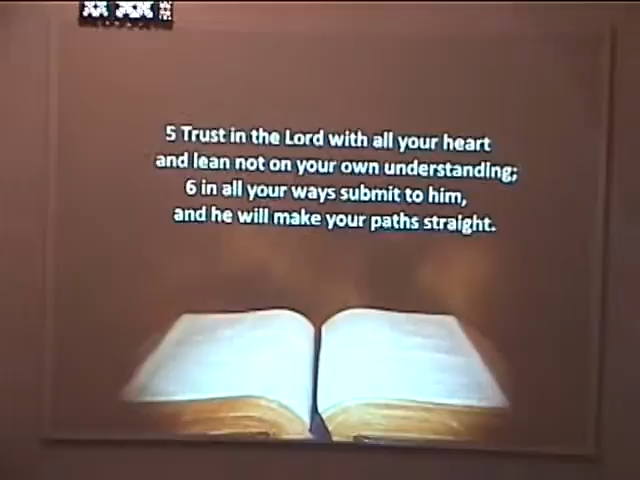 5 Trust in the Lord with all your heart
and lean not on your own understanding;
6 in all your ways submit to him,
and he will make your paths straight.